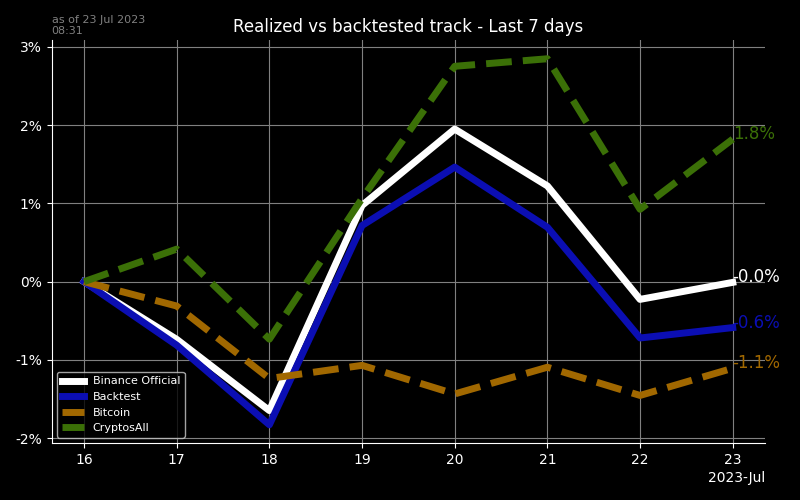 as of 23 Jul 2023
08:31
Realized vs backtested track - Last 7 days
3%
2%
1%
0%
-1%
-2%
1.8%
-0.0%
-0.6%
-1.1%
Binance Official
Backtest
Bitcoin
CryptosAll
16 17 18 19 20 21 22 23
2023-Jul